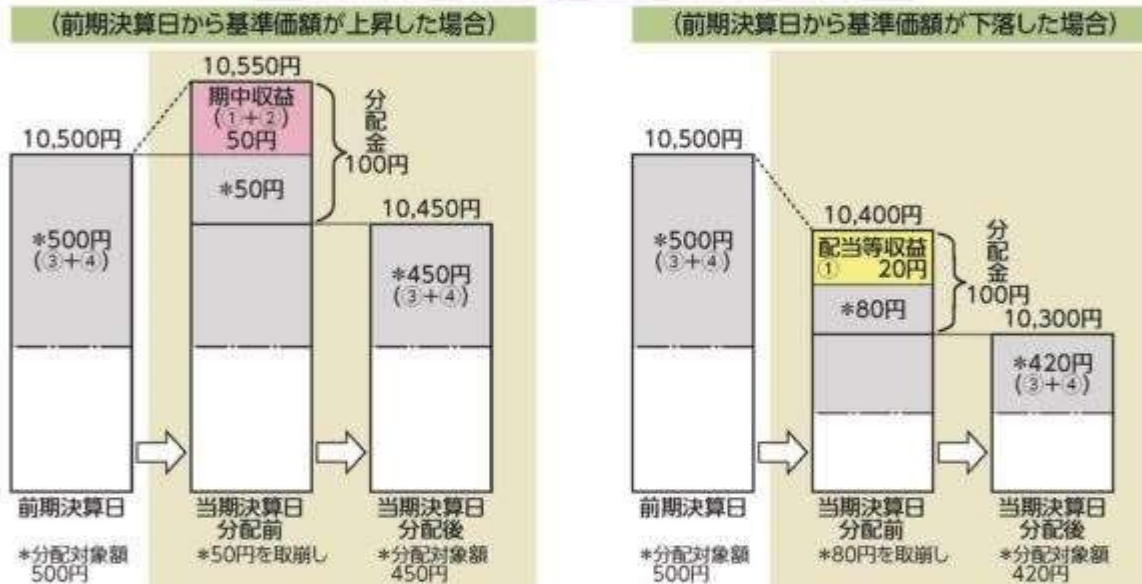 (前期決算日から基準価額が上昇した場合)
10,550円
期中収益
(①+②)
50円
分配金
100円
10,500円
*50円
10,450円
*500円
(③+④)
*450円
(③+④)
前期決算日
当期決算日
分配前
当期決算日
分配後
*分配対象額
500円
*50円を取崩し
*分配対象額
450円
(前期決算日から基準価額が下落した場合)
10,500円
10,400円
*500円
(③+④)
配当等収益
① 20円
分配金
100円
*80円
10,300円
*420円
(③+④)
前期決算日
当期決算日
分配前
当期決算日
分配後
*分配対象額
500円
*80円を取崩し
*分配対象額
420円